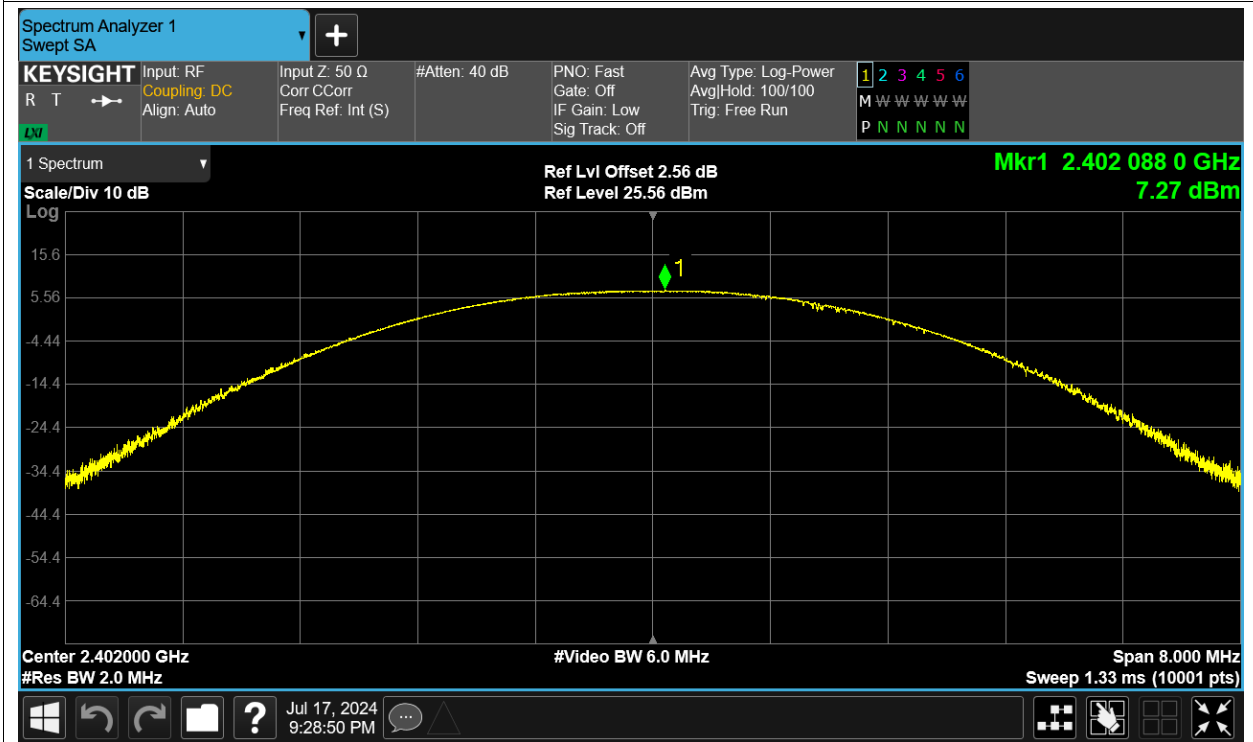 Spectrum Analyzer 1
Swept SA
+
KEYSIGHT
R T
LXI
Input: RF
Coupling: DC
Align: Auto
Input Z: 50 Ω
Corr CCorr
Freq Ref: Int (S)
#Atten: 40 dB
PNO: Fast
Gate: Off
IF Gain: Low
Sig Track: Off
Avg Type: Log-Power
Avg|Hold: 100/100
Trig: Free Run
1 2 3 4 5 6
M W W W W W
P N N N N N
1 Spectrum
Scale/Div 10 dB
Log
Ref Lvl Offset 2.56 dB
Ref Level 25.56 dBm
Mkr1 2.402 088 0 GHz
7.27 dBm
1
15.6
5.56
-4.44
-14.4
-24.4
-34.4
-44.4
-54.4
-64.4
Center 2.402000 GHz
#Res BW 2.0 MHz
#Video BW 6.0 MHz
Span 8.000 MHz
Sweep 1.33 ms (10001 pts)
?
Jul 17, 2024
9:28:50 PM